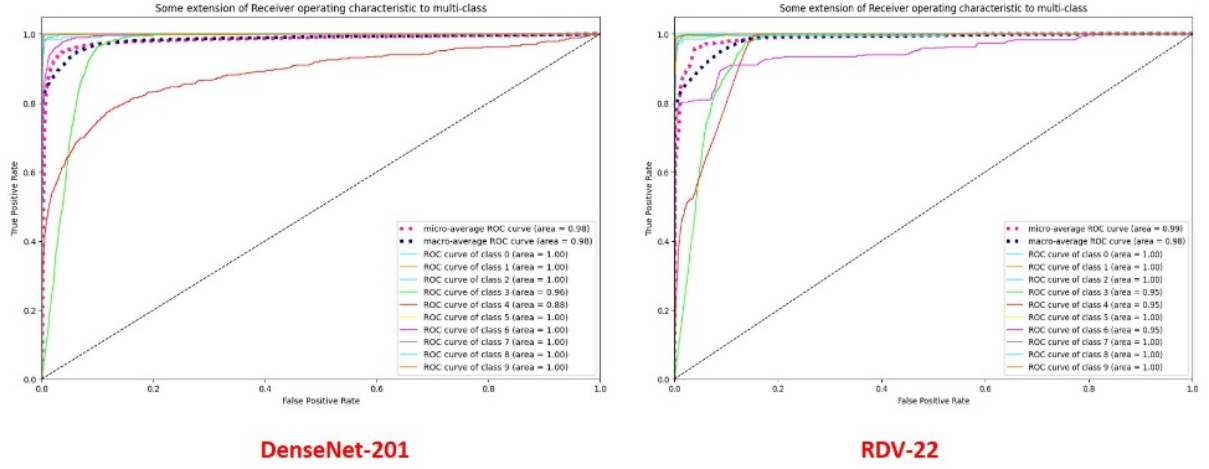 Some extension of Receiver operating characteristic to multi-class
1.0
0.8
0.6
0.4
0.2
0.0
True Positive Rate
micro-average ROC curve (area = 0.98)
macro-average ROC curve (area = 0.98)
ROC curve of class 0 (area = 1.00)
ROC curve of class 1 (area = 1.00)
ROC curve of class 2 (area = 1.00)
ROC curve of class 3 (area = 0.96)
ROC curve of class 4 (area = 0.88)
ROC curve of class 5 (area = 1.00)
ROC curve of class 6 (area = 1.00)
ROC curve of class 7 (area = 1.00)
ROC curve of class 8 (area = 1.00)
ROC curve of class 9 (area = 1.00)
0.0 0.2 0.4 0.6 0.8 1.0
False Positive Rate
DenseNet-201
Some extension of Receiver operating characteristic to multi-class
1.0
0.8
0.6
0.4
0.2
0.0
True Positive Rate
micro-average ROC curve (area = 0.99)
macro-average ROC curve (area = 0.98)
ROC curve of class 0 (area = 1.00)
ROC curve of class 1 (area = 1.00)
ROC curve of class 2 (area = 1.00)
ROC curve of class 3 (area = 0.95)
ROC curve of class 4 (area = 0.95)
ROC curve of class 5 (area = 1.00)
ROC curve of class 6 (area = 0.95)
ROC curve of class 7 (area = 1.00)
ROC curve of class 8 (area = 1.00)
ROC curve of class 9 (area = 1.00)
0.0 0.2 0.4 0.6 0.8 1.0
False Positive Rate
RDV-22